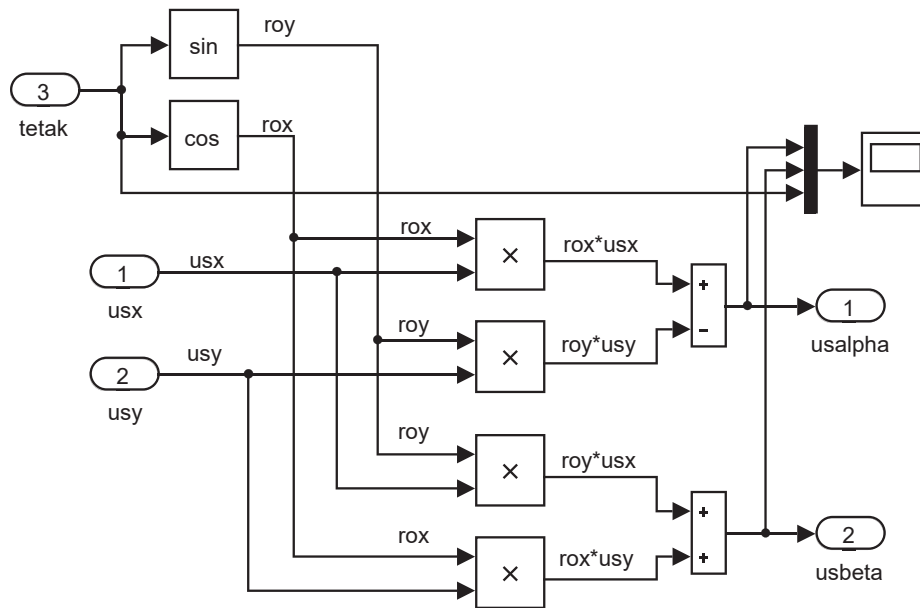 sin
roy
3
tetak
cos
rox
rox
×
rox*usx
1
usx
usx
+
−
1
usalpha
roy
×
roy*usy
2
usy
usy
roy
×
roy*usx
+
+
2
usbeta
rox
×
rox*usy